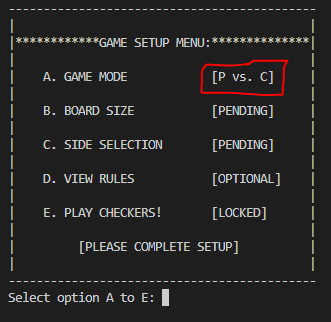 ************GAME SETUP MENU:**************
A. GAME MODE [P vs. C]
B. BOARD SIZE [PENDING]
C. SIDE SELECTION [PENDING]
D. VIEW RULES [OPTIONAL]
E. PLAY CHECKERS! [LOCKED]
[PLEASE COMPLETE SETUP]
Select option A to E: